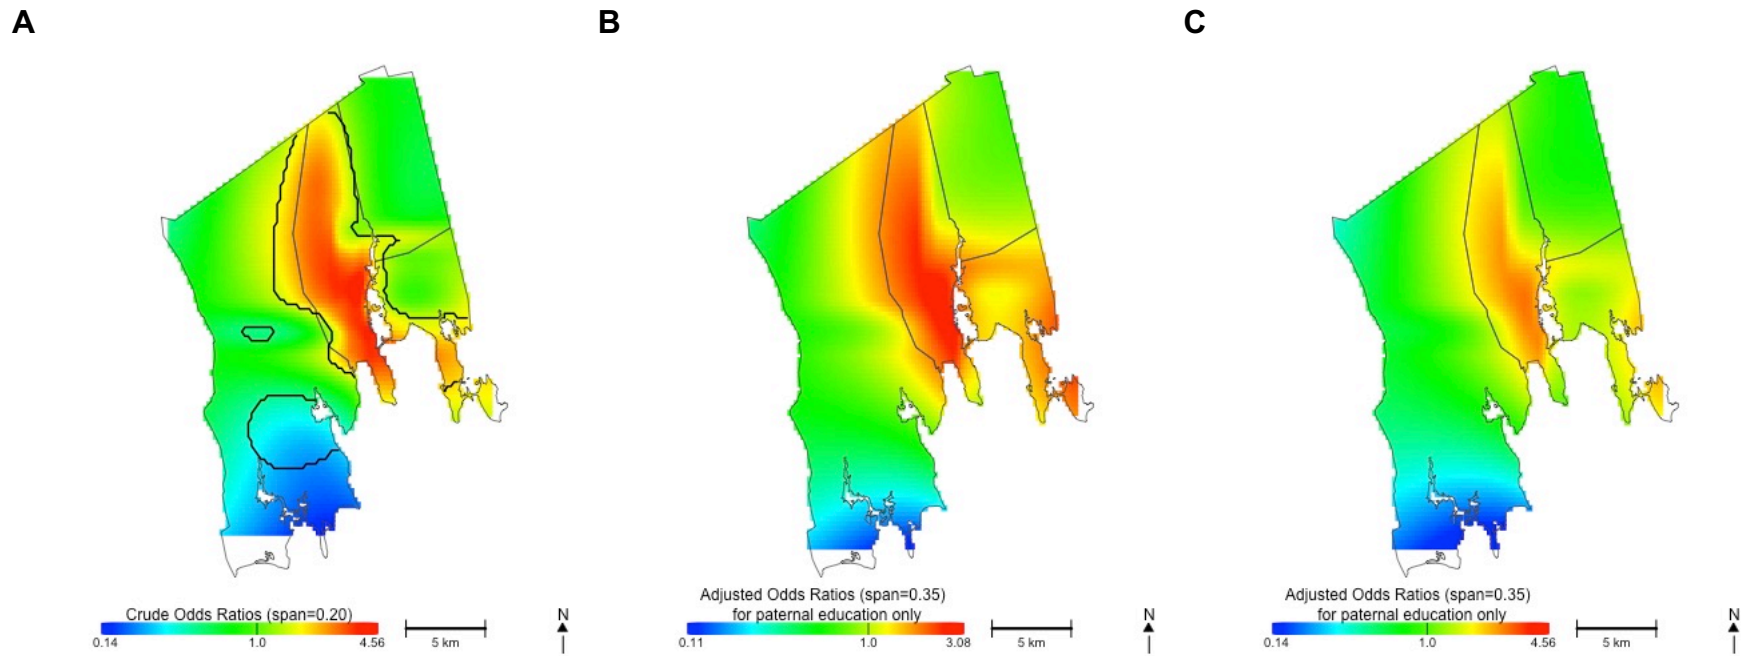 A
B
C
Crude Odds Ratios (span=0.20)
0.14 1.0 4.56
5 km
N
Adjusted Odds Ratios (span=0.35)
for paternal education only
0.11 1.0 3.08
5 km
N
Adjusted Odds Ratios (span=0.35)
for paternal education only
0.14 1.0 4.56
5 km
N